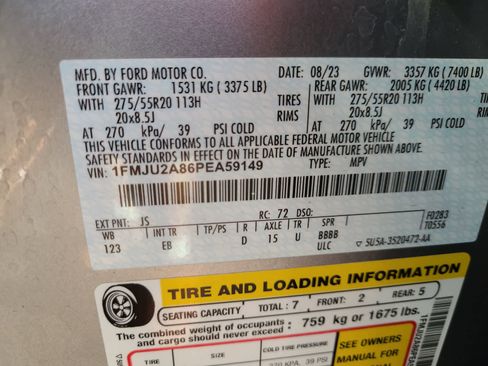 MFD. BY FORD MOTOR CO. DATE: 08/23 GVWR: 3357 KG ( 7400 LB)
FRONT GAWR: 1531 KG ( 3375 LB) REAR GAWR: 2005 KG ( 4420 LB)
WITH 275/55R20 113H TIRES WITH 275/55R20 113H
20x8.5J RIMS 20x8.5J
AT 270 kPa/ 39 PSI COLD AT 270 kPa/ 39 PSI COLD
THIS VEHICLE CONFORMS TO ALL APPLICABLE FEDERAL MOTOR VEHICLE
SAFETY STANDARDS IN EFFECT ON THE DATE OF MANUFACTURE SHOWN ABOVE.
VIN: 1FMJU2A86PEA59149 TYPE: MPV
EXT PNT: JS RC: 72 DSO: F0283
WB INT TR TP/PS R AXLE TR SPR T0556
123 EB D 15 U BBBB
ULC SU5A-3520472-AA
TIRE AND LOADING INFORMATION
SEATING CAPACITY TOTAL: 7 FRONT: 2 REAR: 5
The combined weight of occupants and cargo should never exceed : 759 kg or 1675 lbs.
TIRE SIZE COLD TIRE PRESSURE SEE OWNERS
MANUAL FOR